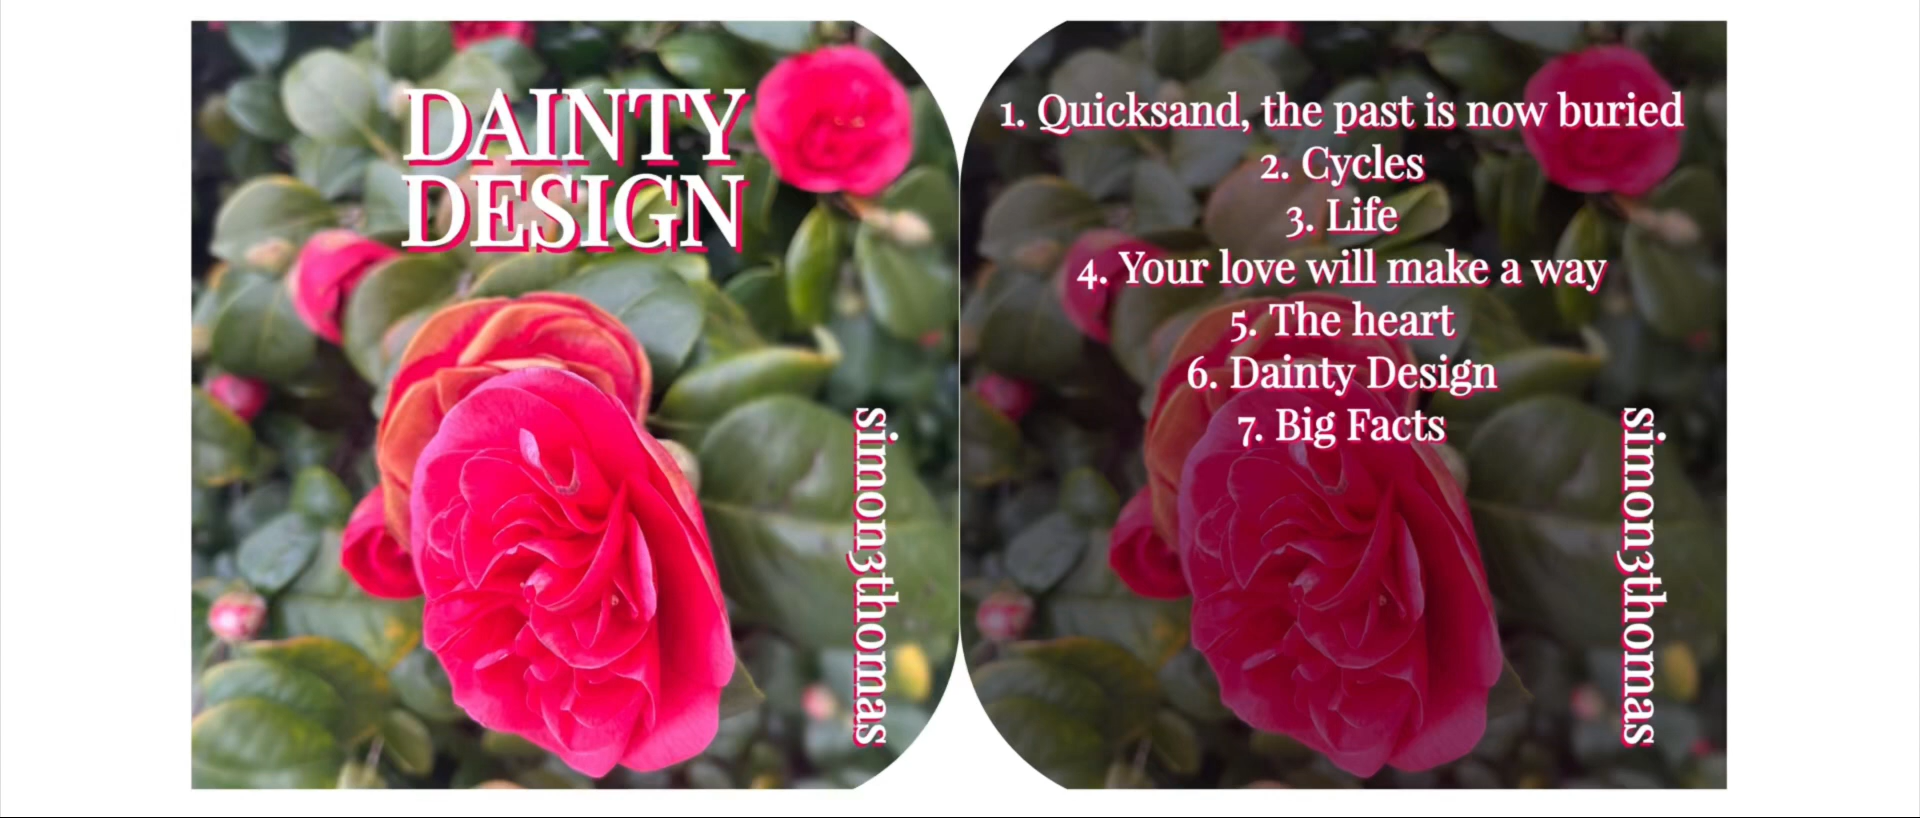 DAINTY
DESIGN
simon3thomas
1. Quicksand, the past is now buried
2. Cycles
3. Life
4. Your love will make a way
5. The heart
6. Dainty Design
7. Big Facts
simon3thomas